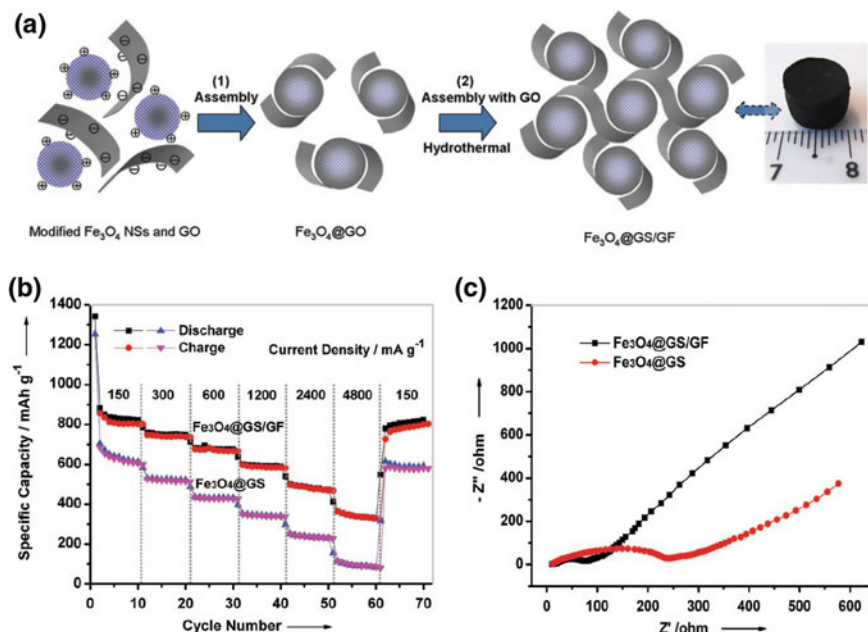 (a)
(1)
Assembly
(2)
Assembly with GO
Hydrothermal
7 8
Modified Fe₃O₄ NSs and GO
Fe₃O₄@GO
Fe₃O₄@GS/GF
(b)
Specific Capacity / mAh g⁻¹
1400
1200
1000
800
600
400
200
0
Discharge
Charge
Current Density / mA g⁻¹
150 300 600 1200 2400 4800 150
Fe₃O₄@GS/GF
Fe₃O₄@GS
0 10 20 30 40 50 60 70
Cycle Number
(c)
- Z'' /ohm
1200
1000
800
600
400
200
0
Fe₃O₄@GS/GF
Fe₃O₄@GS
0 100 200 300 400 500 600
Z' /ohm